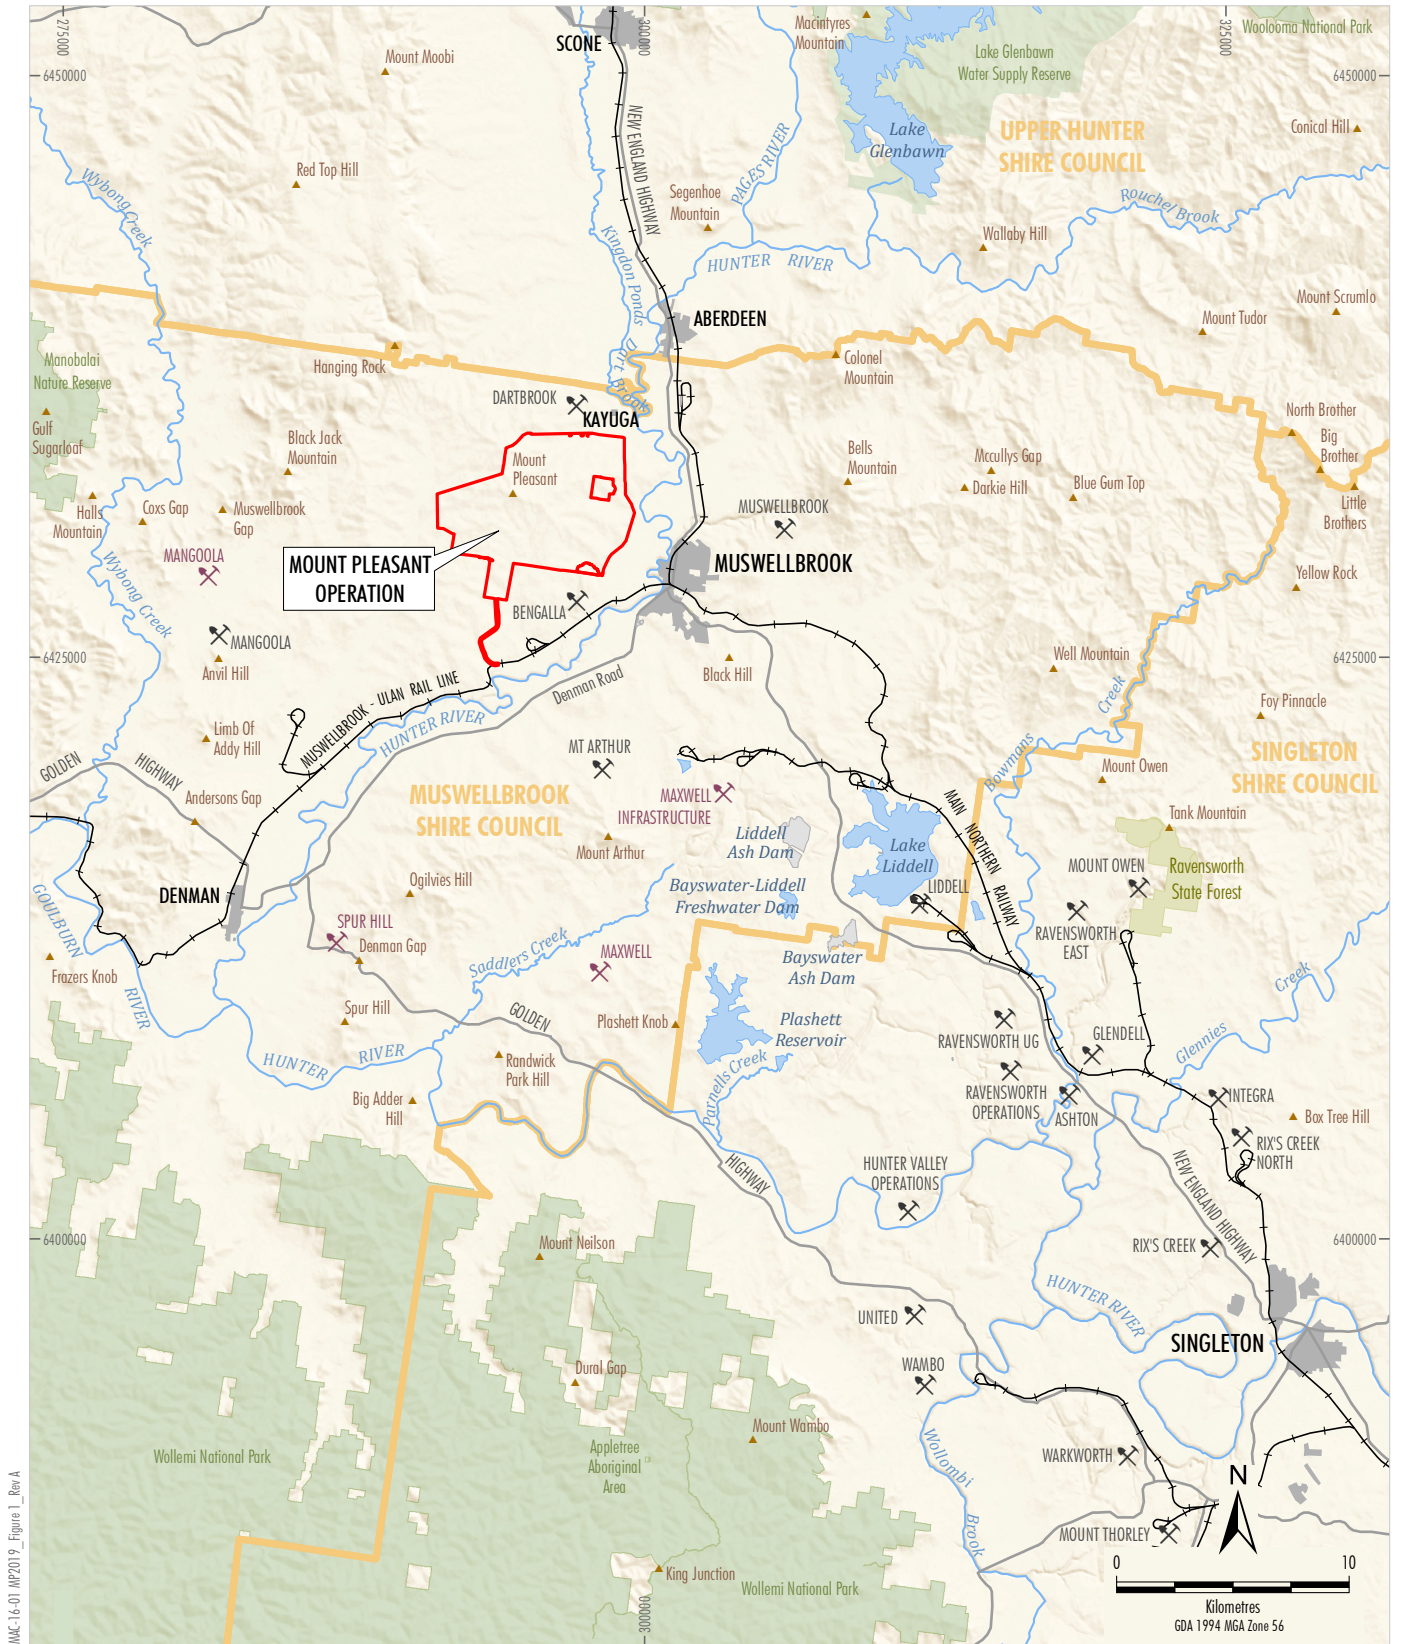 275000
300000
325000
SCONE
Macintyres
Mountain
Woolooma National Park
Mount Moobi
Lake Glenbawn
Water Supply Reserve
6450000
6450000
NEW ENGLAND HIGHWAY
Lake
Glenbawn
UPPER HUNTER
SHIRE COUNCIL
Conical Hill
Wybong Creek
Red Top Hill
PAGES RIVER
Segenhoe
Mountain
Rouchel Brook
Kingdon Ponds
Wallaby Hill
HUNTER RIVER
Mount Scrumlo
ABERDEEN
Mount Tudor
Manobalai
Nature Reserve
Hanging Rock
Dart Brook
Colonel
Mountain
DARTBROOK
KAYUGA
North Brother
Big
Brother
Gulf
Sugarloaf
Black Jack
Mountain
Mount
Pleasant
Bells
Mountain
Mccullys Gap
Darkie Hill
Blue Gum Top
Little
Brothers
Halls
Mountain
Coxs Gap
Muswellbrook
Gap
MUSWELLBROOK
MANGOOLA
MOUNT PLEASANT
OPERATION
MUSWELLBROOK
Wybong Creek
Yellow Rock
BENGALLA
MANGOOLA
6425000
6425000
Anvil Hill
Black Hill
Well Mountain
Denman Road
MUSWELLBROOK - ULAN RAIL LINE
Creek
Foy Pinnacle
HUNTER RIVER
Limb Of
Addy Hill
MT ARTHUR
Bowmans
SINGLETON
SHIRE COUNCIL
GOLDEN
HIGHWAY
Mount Owen
Andersons Gap
MUSWELLBROOK
SHIRE COUNCIL
MAXWELL
INFRASTRUCTURE
MAIN NORTHERN RAILWAY
Tank Mountain
Mount Arthur
Liddell
Ash Dam
Lake
Liddell
MOUNT OWEN
Ravensworth
State Forest
Ogilvies Hill
Bayswater-Liddell
Freshwater Dam
LIDDELL
DENMAN
GOULBURN
RIVER
SPUR HILL
Denman Gap
RAVENSWORTH
EAST
Saddlers Creek
MAXWELL
Bayswater
Ash Dam
Frazers Knob
Creek
Spur Hill
GOLDEN
Plashett Knob
Plashett
Reservoir
RAVENSWORTH UG
GLENDELL
Glennies
HUNTER
RIVER
Randwick
Park Hill
Parnells Creek
RAVENSWORTH
OPERATIONS
ASHTON
INTEGRA
Big Adder
Hill
Box Tree Hill
RIX'S CREEK
NORTH
HIGHWAY
HUNTER VALLEY
OPERATIONS
NEW ENGLAND HIGHWAY
6400000
6400000
Mount Neilson
RIX'S CREEK
HUNTER RIVER
UNITED
SINGLETON
WAMBO
Dural Gap
Mount Wambo
Wollemi National Park
Appletree
Aboriginal
Area
Wollombi
Brook
WARKWORTH
N
MOUNT THORLEY
King Junction
Wollemi National Park
0
10
Kilometres
GDA 1994 MGA Zone 56
300000
MAC-16-01 MP2019_Figure 1_Rev A